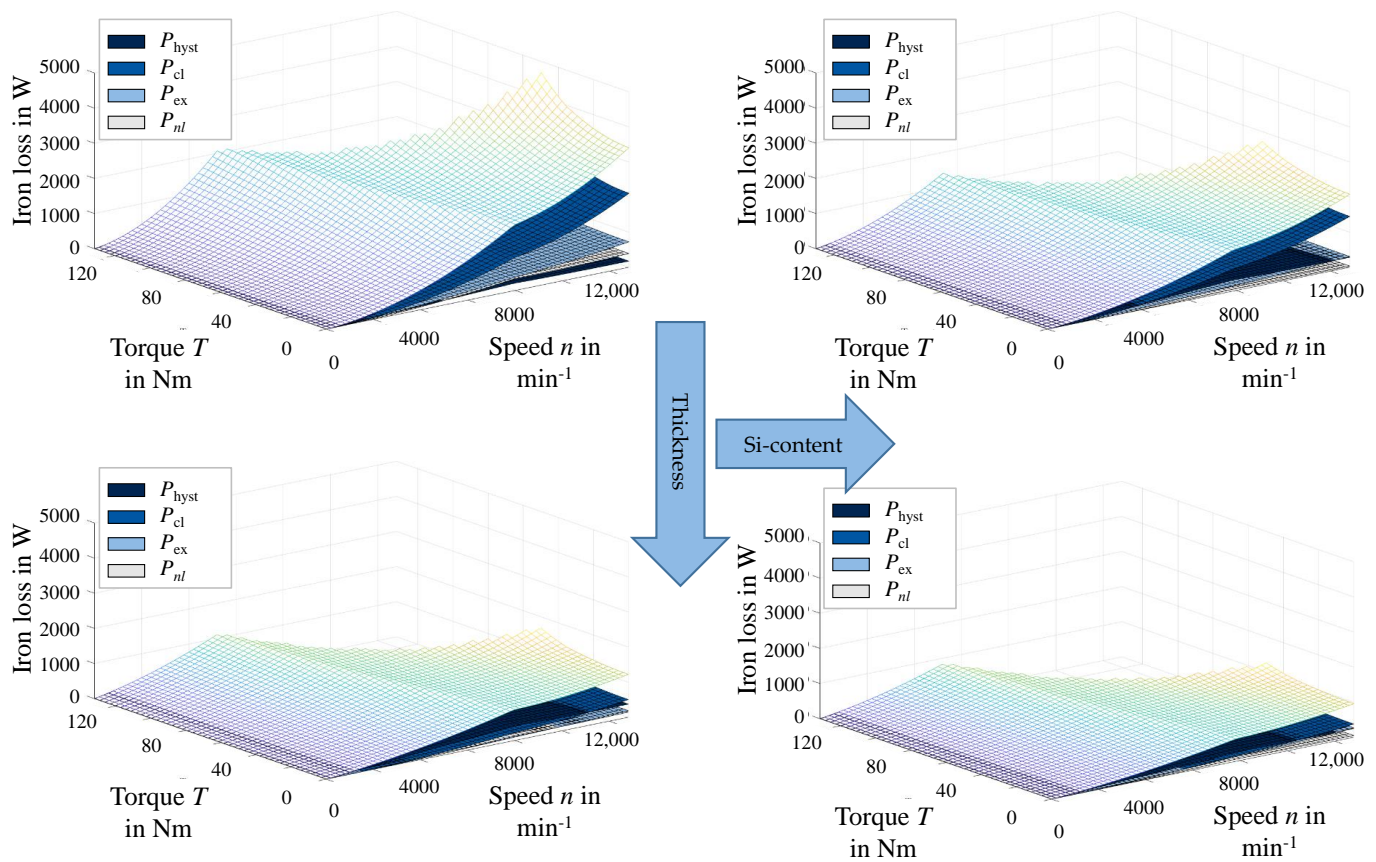 P_hyst
P_cl
P_ex
P_nl
5000
4000
3000
2000
1000
0
Iron loss in W
120
80
40
0
Torque T
in Nm
0
4000
8000
12,000
Speed n in
min⁻¹
P_hyst
P_cl
P_ex
P_nl
5000
4000
3000
2000
1000
0
Iron loss in W
120
80
40
0
Torque T
in Nm
0
4000
8000
12,000
Speed n in
min⁻¹
Thickness
Si-content
P_hyst
P_cl
P_ex
P_nl
5000
4000
3000
2000
1000
0
Iron loss in W
120
80
40
0
Torque T
in Nm
0
4000
8000
12,000
Speed n in
min⁻¹
P_hyst
P_cl
P_ex
P_nl
5000
4000
3000
2000
1000
0
Iron loss in W
120
80
40
0
Torque T
in Nm
0
4000
8000
12,000
Speed n in
min⁻¹